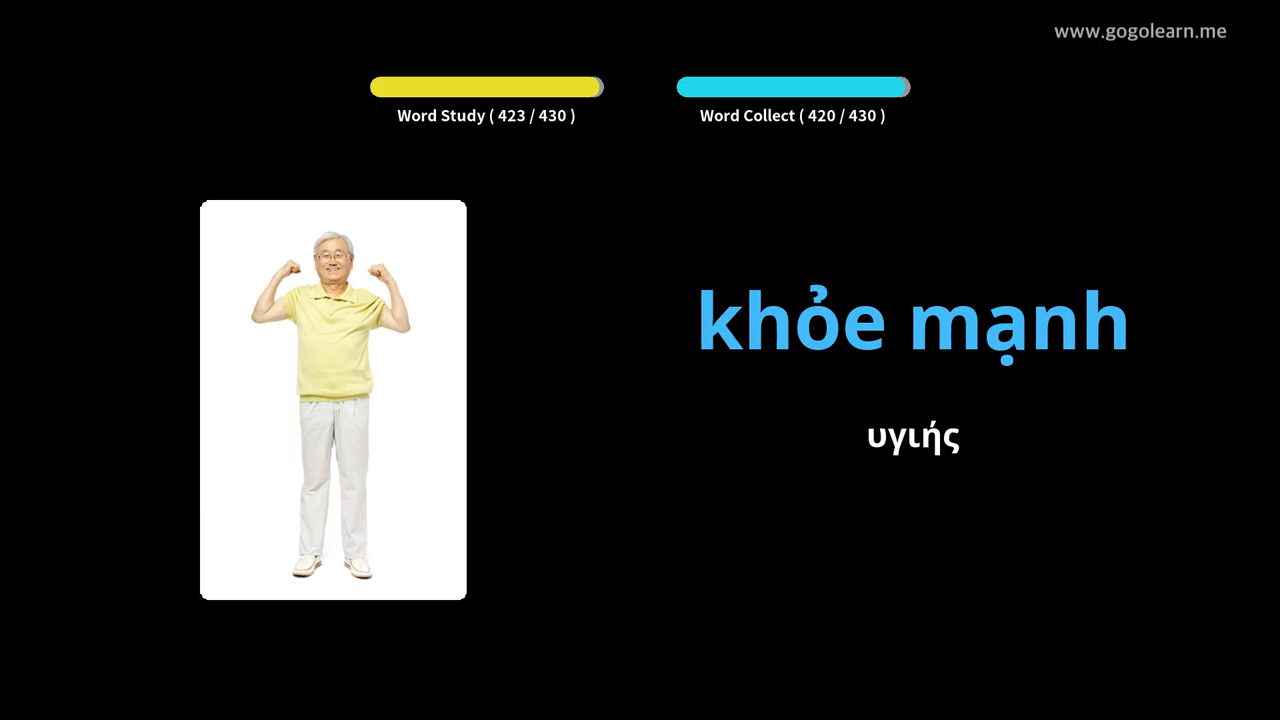 www.gogolearn.me
Word Study ( 423 / 430 )
Word Collect ( 420 / 430 )
khỏe mạnh
υγιής